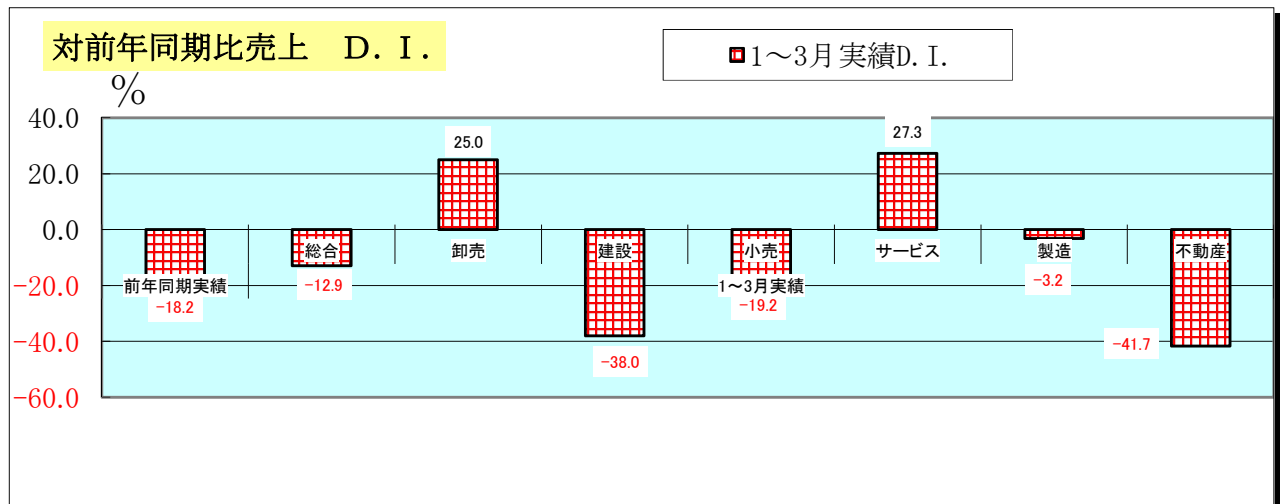 対前年同期比売上　D.I.
1～3月実績D.I.
%
40.0
20.0
0.0
-20.0
-40.0
-60.0
25.0
27.3
総合
卸売
建設
小売
サービス
製造
不動産
前年同期実績
1～3月実績
-18.2
-12.9
-38.0
-19.2
-3.2
-41.7